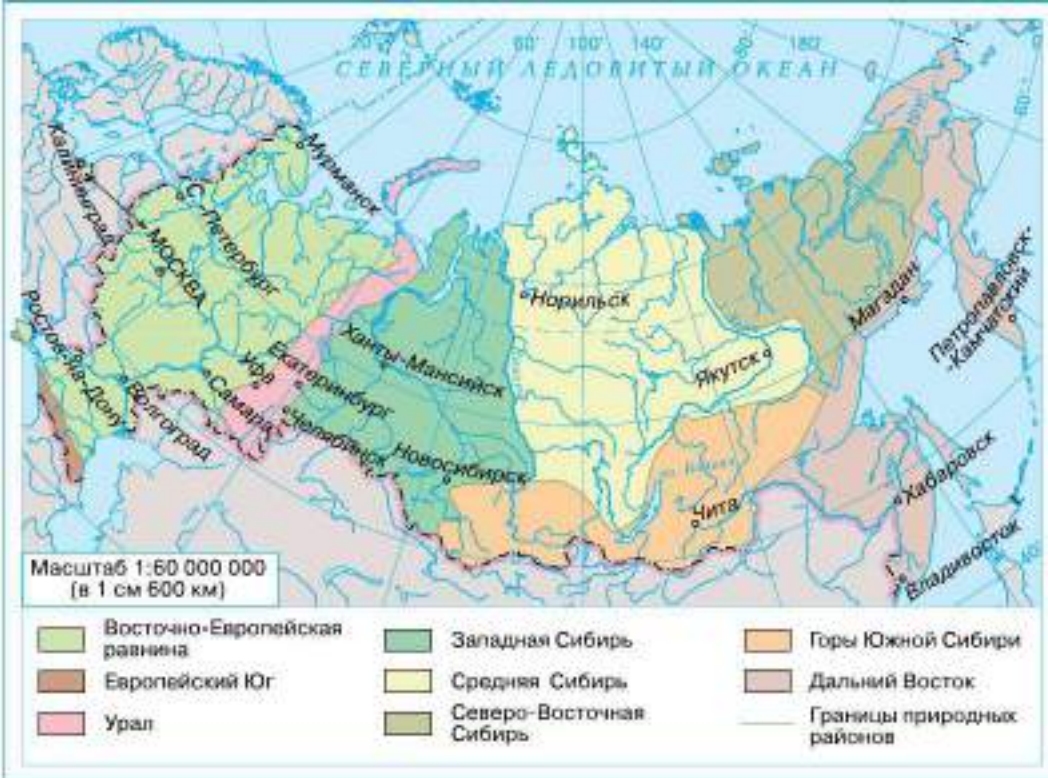 20°
60°
100°
140°
180°
СЕВЕРНЫЙ ЛЕДОВИТЫЙ ОКЕАН
Калининград
Мурманск
С.-Петербург
МОСКВА
Норильск
Магадан
Петропавловск-
-Камчатский
Якутск
Ростов-На-Дону
Волгоград
Самара
Уфа
Екатеринбург
Челябинск
Ханты-Мансийск
Новосибирск
Чита
Хабаровск
Владивосток
Масштаб 1:60 000 000
(в 1 см 600 км)
Восточно-Европейская
равнина
Европейский Юг
Урал
Западная Сибирь
Средняя Сибирь
Северо-Восточная
Сибирь
Горы Южной Сибири
Дальний Восток
Границы природных
районов